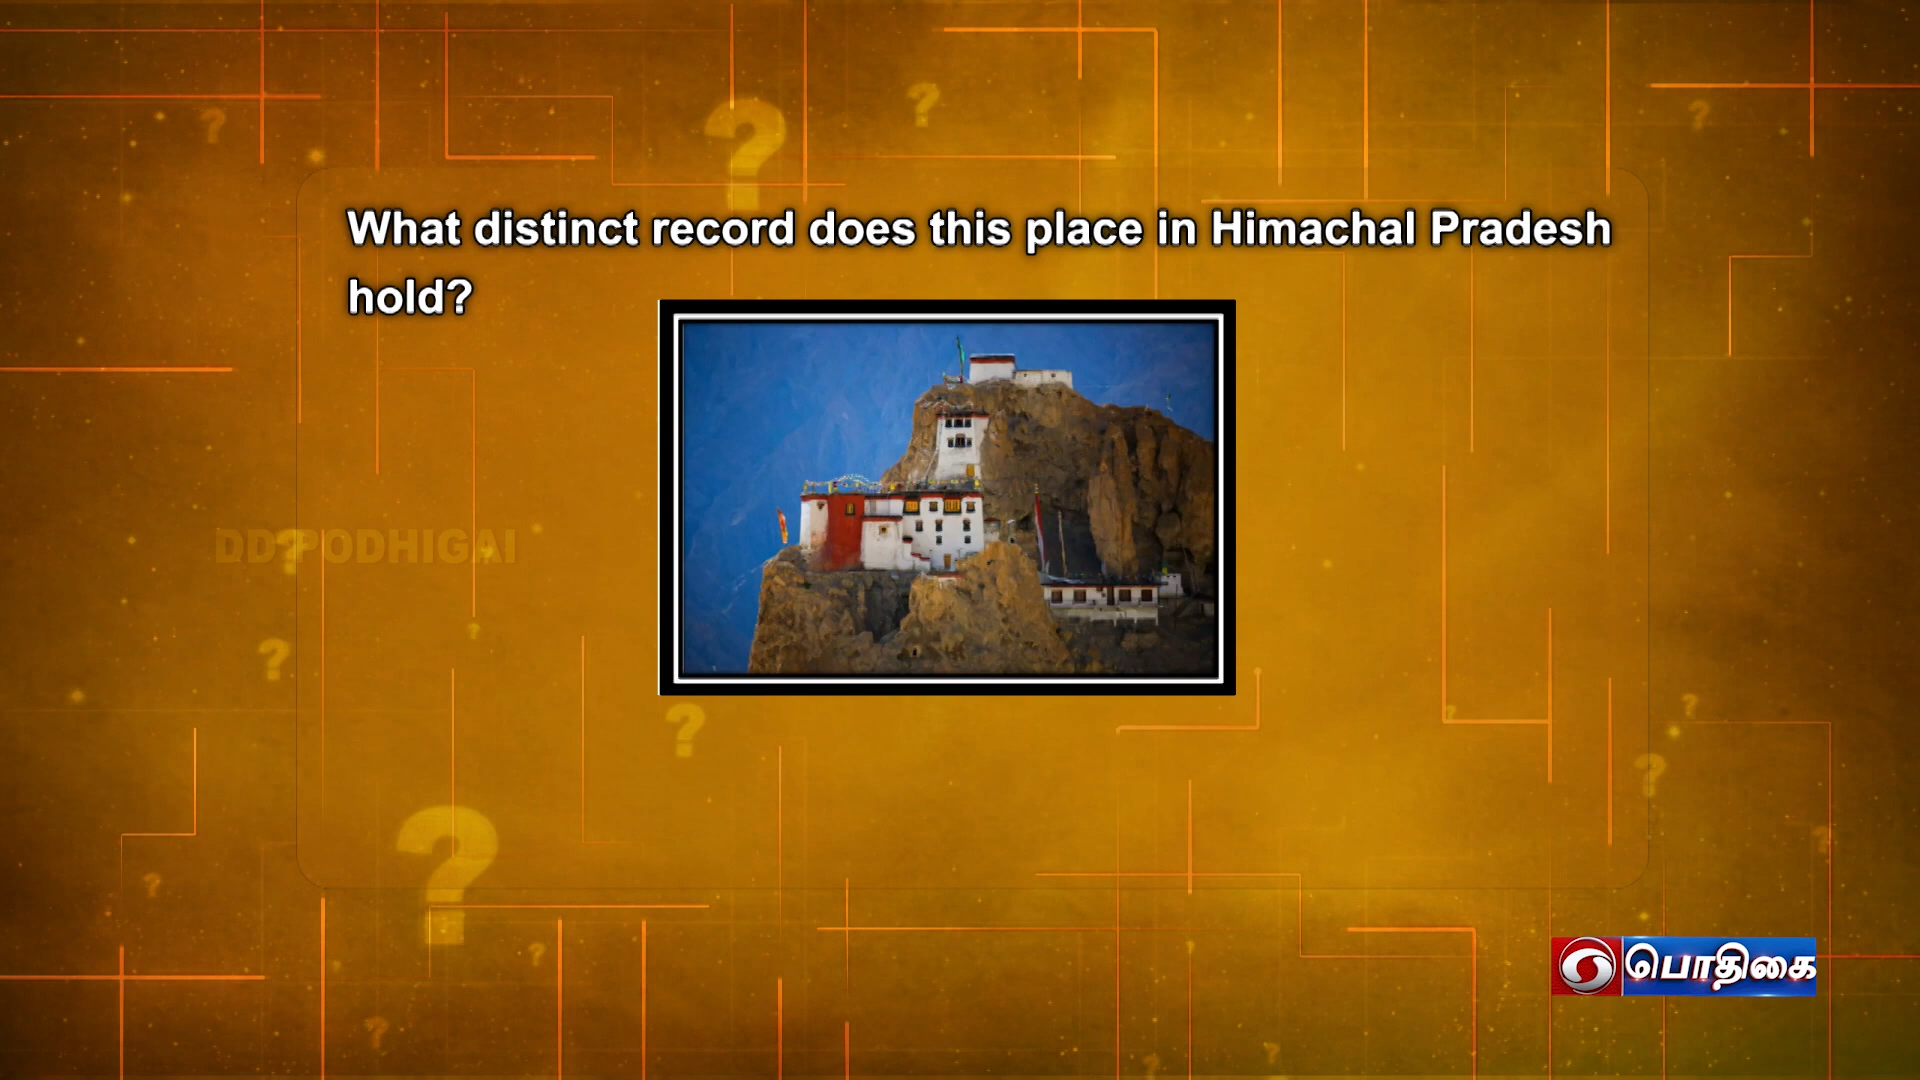 What distinct record does this place in Himachal Pradesh
hold?
DD PODHIGAI
பொதிகை